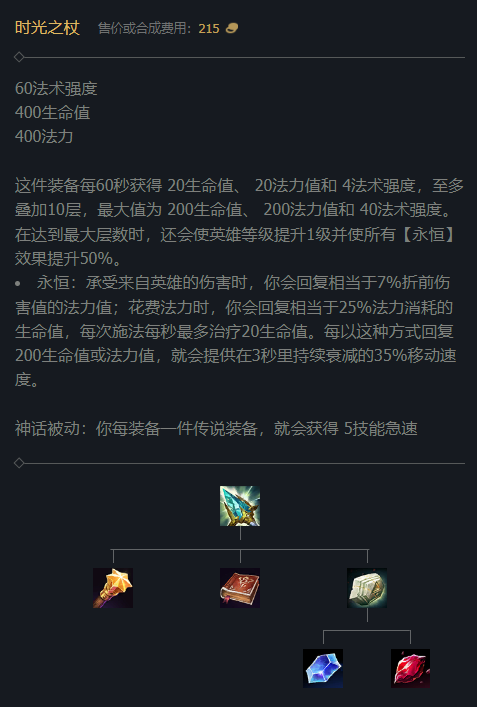 时光之杖 售价或合成费用：215
60法术强度
400生命值
400法力
这件装备每60秒获得 20生命值、 20法力值和 4法术强度，至多
叠加10层，最大值为 200生命值、 200法力值和 40法术强度。
在达到最大层数时，还会使英雄等级提升1级并使所有【永恒】
效果提升50%。
• 永恒：承受来自英雄的伤害时，你会回复相当于7%折前伤
害值的法力值；花费法力时，你会回复相当于25%法力消耗的
生命值，每次施法每秒最多治疗20生命值。每以这种方式回复
200生命值或法力值，就会提供在3秒里持续衰减的35%移动速
度。
神话被动：你每装备一件传说装备，就会获得 5技能急速